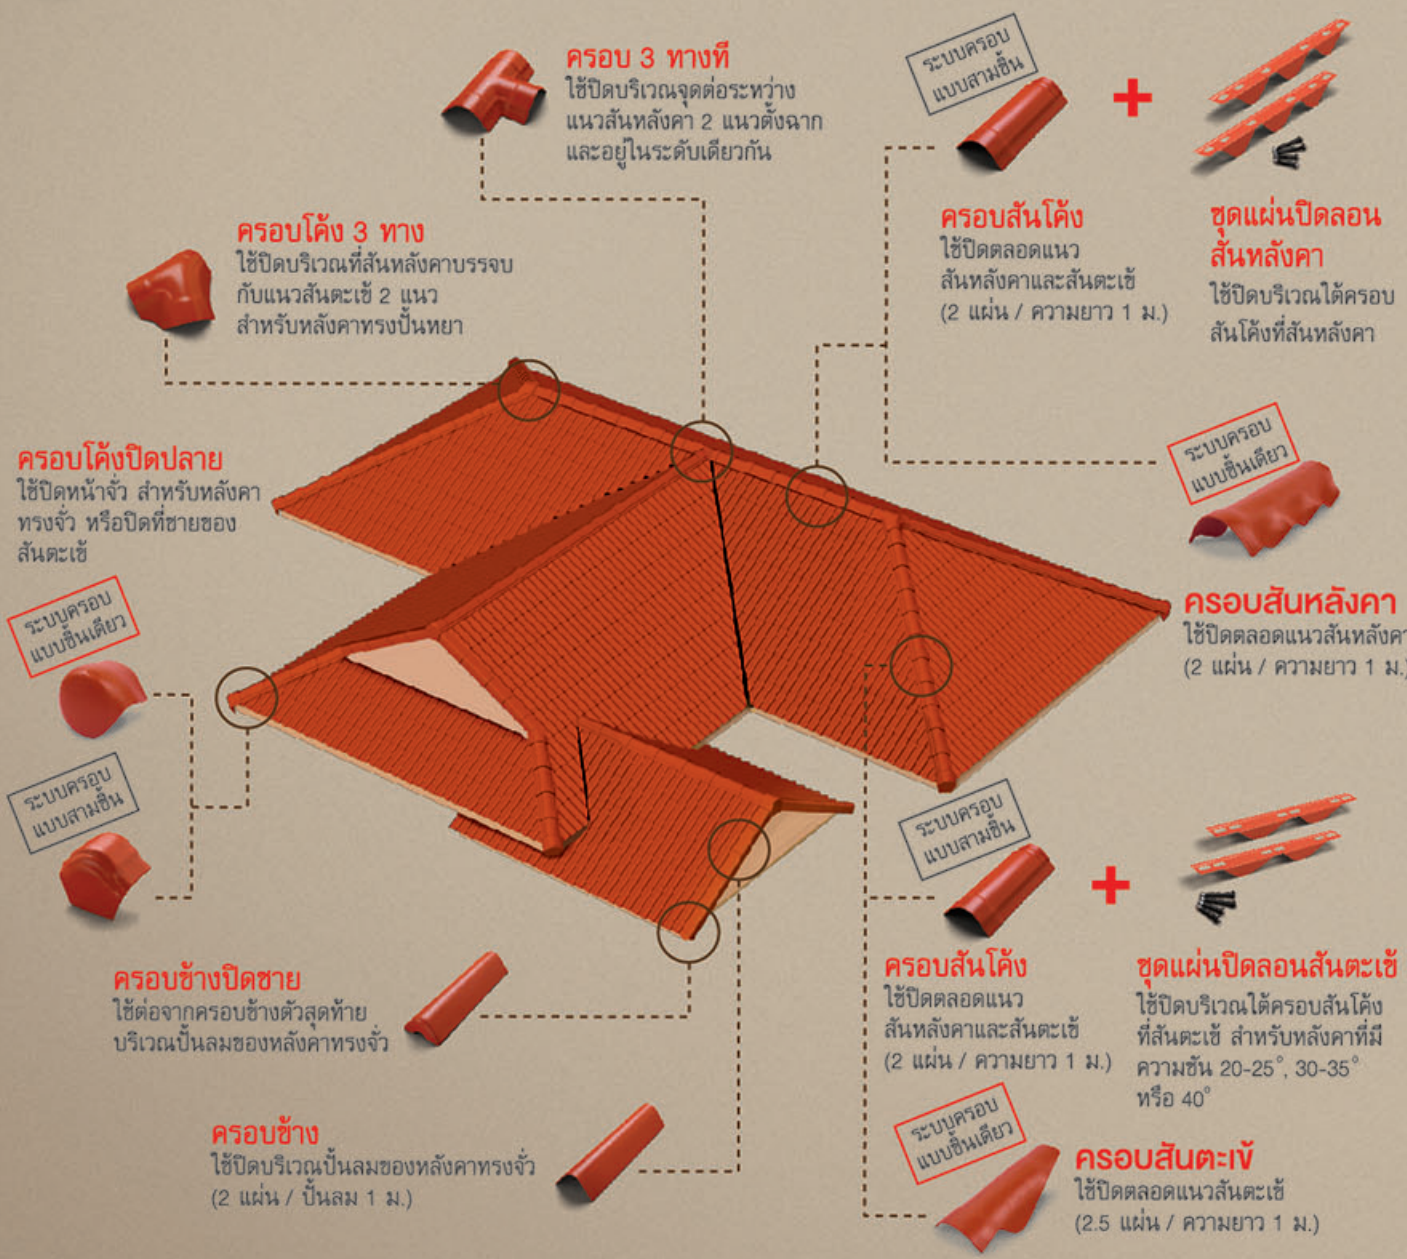 ครอบ 3 ทางที
ใช้ปิดบริเวณจุดต่อระหว่าง
แนวสันหลังคา 2 แนวตั้งฉาก
และอยู่ในระดับเดียวกัน
ระบบครอบ
แบบสามชิ้น
+
ครอบสันโค้ง
ใช้ปิดตลอดแนว
สันหลังคาและสันตะเข้
(2 แผ่น / ความยาว 1 ม.)
ชุดแผ่นปิดลอน
สันหลังคา
ใช้ปิดบริเวณใต้ครอบ
สันโค้งที่สันหลังคา
ครอบโค้ง 3 ทาง
ใช้ปิดบริเวณที่สันหลังคาบรรจบ
กับแนวสันตะเข้ 2 แนว
สำหรับหลังคาทรงปั้นหยา
ครอบโค้งปิดปลาย
ใช้ปิดหน้าจั่ว สำหรับหลังคา
ทรงจั่ว หรือปิดที่ชายของ
สันตะเข้
ระบบครอบ
แบบชิ้นเดียว
ระบบครอบ
แบบสามชิ้น
ระบบครอบ
แบบชิ้นเดียว
ครอบสันหลังคา
ใช้ปิดตลอดแนวสันหลังคา
(2 แผ่น / ความยาว 1 ม.)
ระบบครอบ
แบบสามชิ้น
+
ครอบสันโค้ง
ใช้ปิดตลอดแนว
สันหลังคาและสันตะเข้
(2 แผ่น / ความยาว 1 ม.)
ชุดแผ่นปิดลอนสันตะเข้
ใช้ปิดบริเวณใต้ครอบสันโค้ง
ที่สันตะเข้ สำหรับหลังคาที่มี
ความชัน 20-25°, 30-35°
หรือ 40°
ครอบข้างปิดชาย
ใช้ต่อจากครอบข้างตัวสุดท้าย
บริเวณปั้นลมของหลังคาทรงจั่ว
ครอบข้าง
ใช้ปิดบริเวณปั้นลมของหลังคาทรงจั่ว
(2 แผ่น / ปั้นลม 1 ม.)
ระบบครอบ
แบบชิ้นเดียว
ครอบสันตะเข้
ใช้ปิดตลอดแนวสันตะเข้
(2.5 แผ่น / ความยาว 1 ม.)